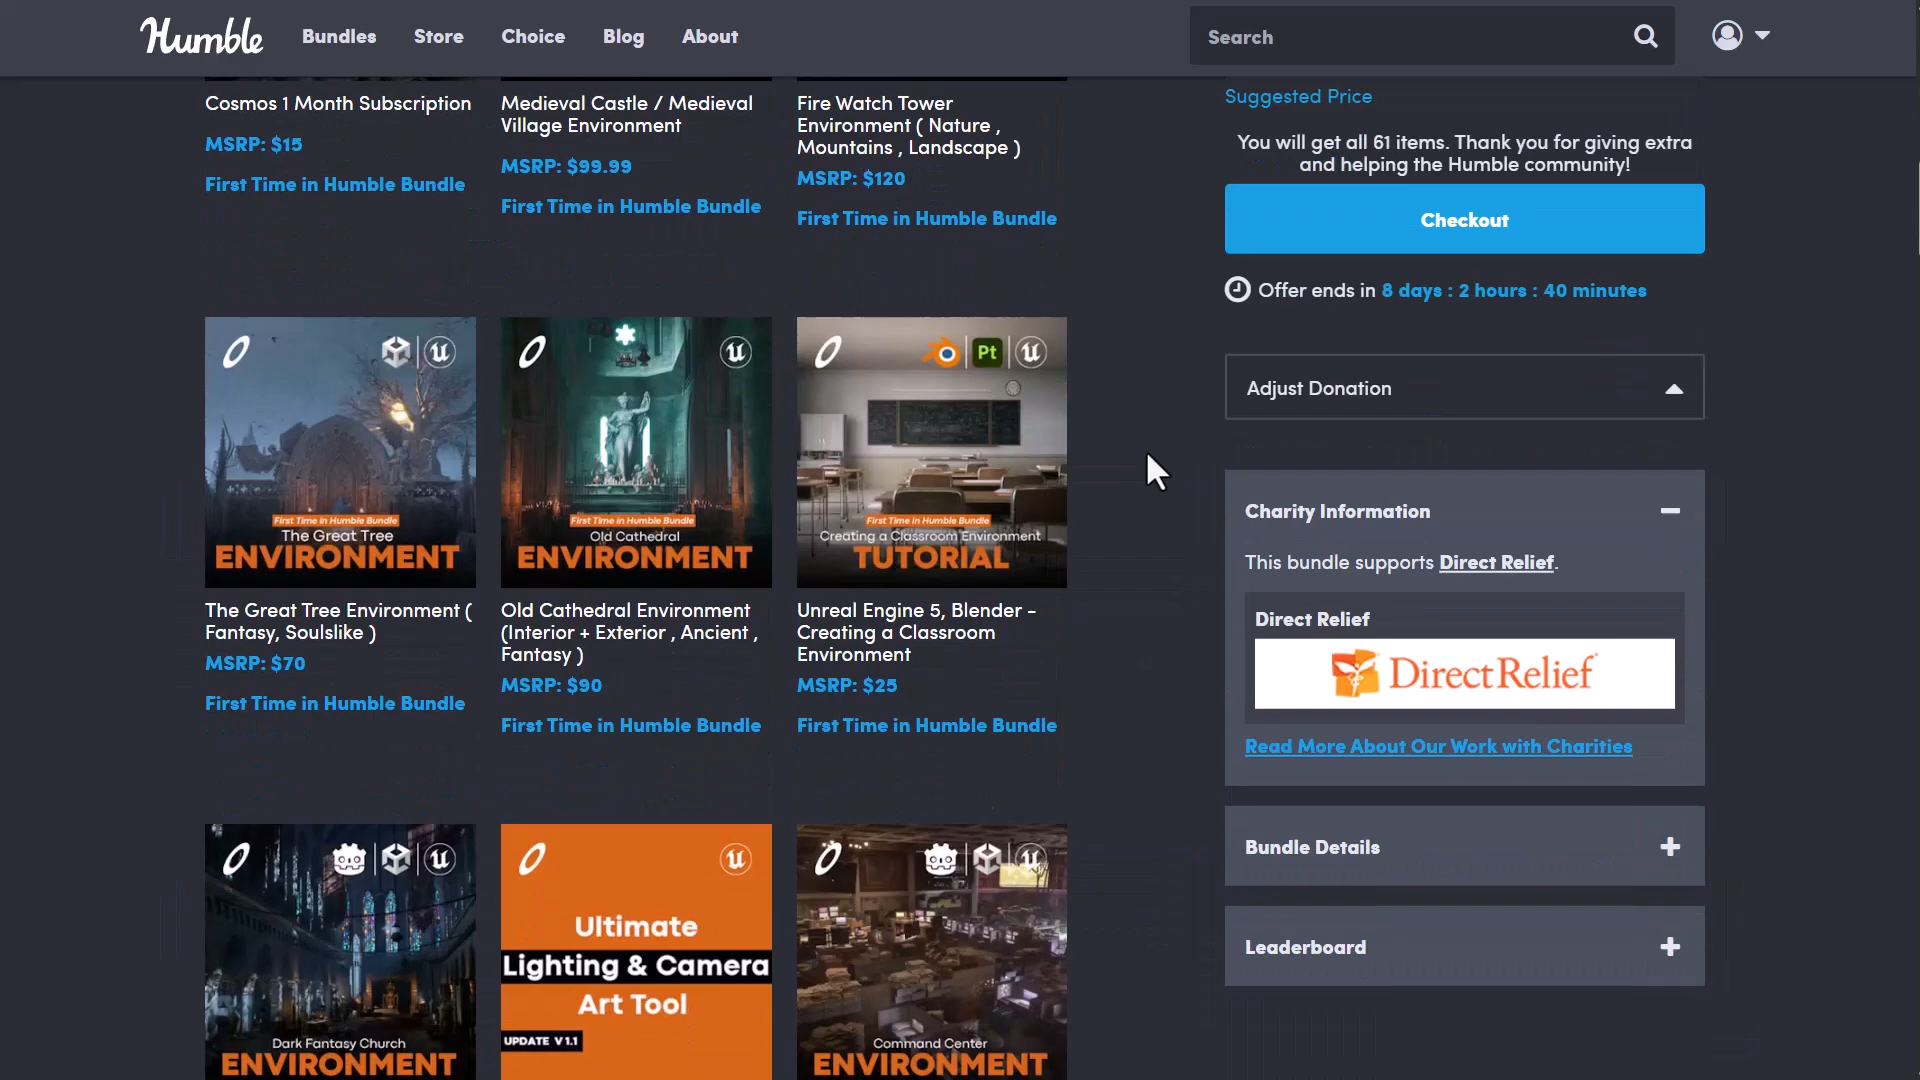 Humble
Bundles
Store
Choice
Blog
About
Search
Cosmos 1 Month Subscription
MSRP: $15
First Time in Humble Bundle
Medieval Castle / Medieval
Village Environment
MSRP: $99.99
First Time in Humble Bundle
Fire Watch Tower
Environment ( Nature ,
Mountains , Landscape )
MSRP: $120
First Time in Humble Bundle
Suggested Price
You will get all 61 items. Thank you for giving extra
and helping the Humble community!
Checkout
Offer ends in 8 days : 2 hours : 40 minutes
Adjust Donation
First Time in Humble Bundle
The Great Tree
ENVIRONMENT
The Great Tree Environment (
Fantasy, Soulslike )
MSRP: $70
First Time in Humble Bundle
First Time in Humble Bundle
Old Cathedral
ENVIRONMENT
Old Cathedral Environment
(Interior + Exterior , Ancient ,
Fantasy )
MSRP: $90
First Time in Humble Bundle
Pt
First Time in Humble Bundle
Creating a Classroom Environment
TUTORIAL
Unreal Engine 5, Blender -
Creating a Classroom
Environment
MSRP: $25
First Time in Humble Bundle
Charity Information
This bundle supports Direct Relief.
Direct Relief
DirectRelief
Read More About Our Work with Charities
Bundle Details
Leaderboard
Dark Fantasy Church
ENVIRONMENT
Ultimate
Lighting & Camera
Art Tool
UPDATE V 1.1
Command Center
ENVIRONMENT